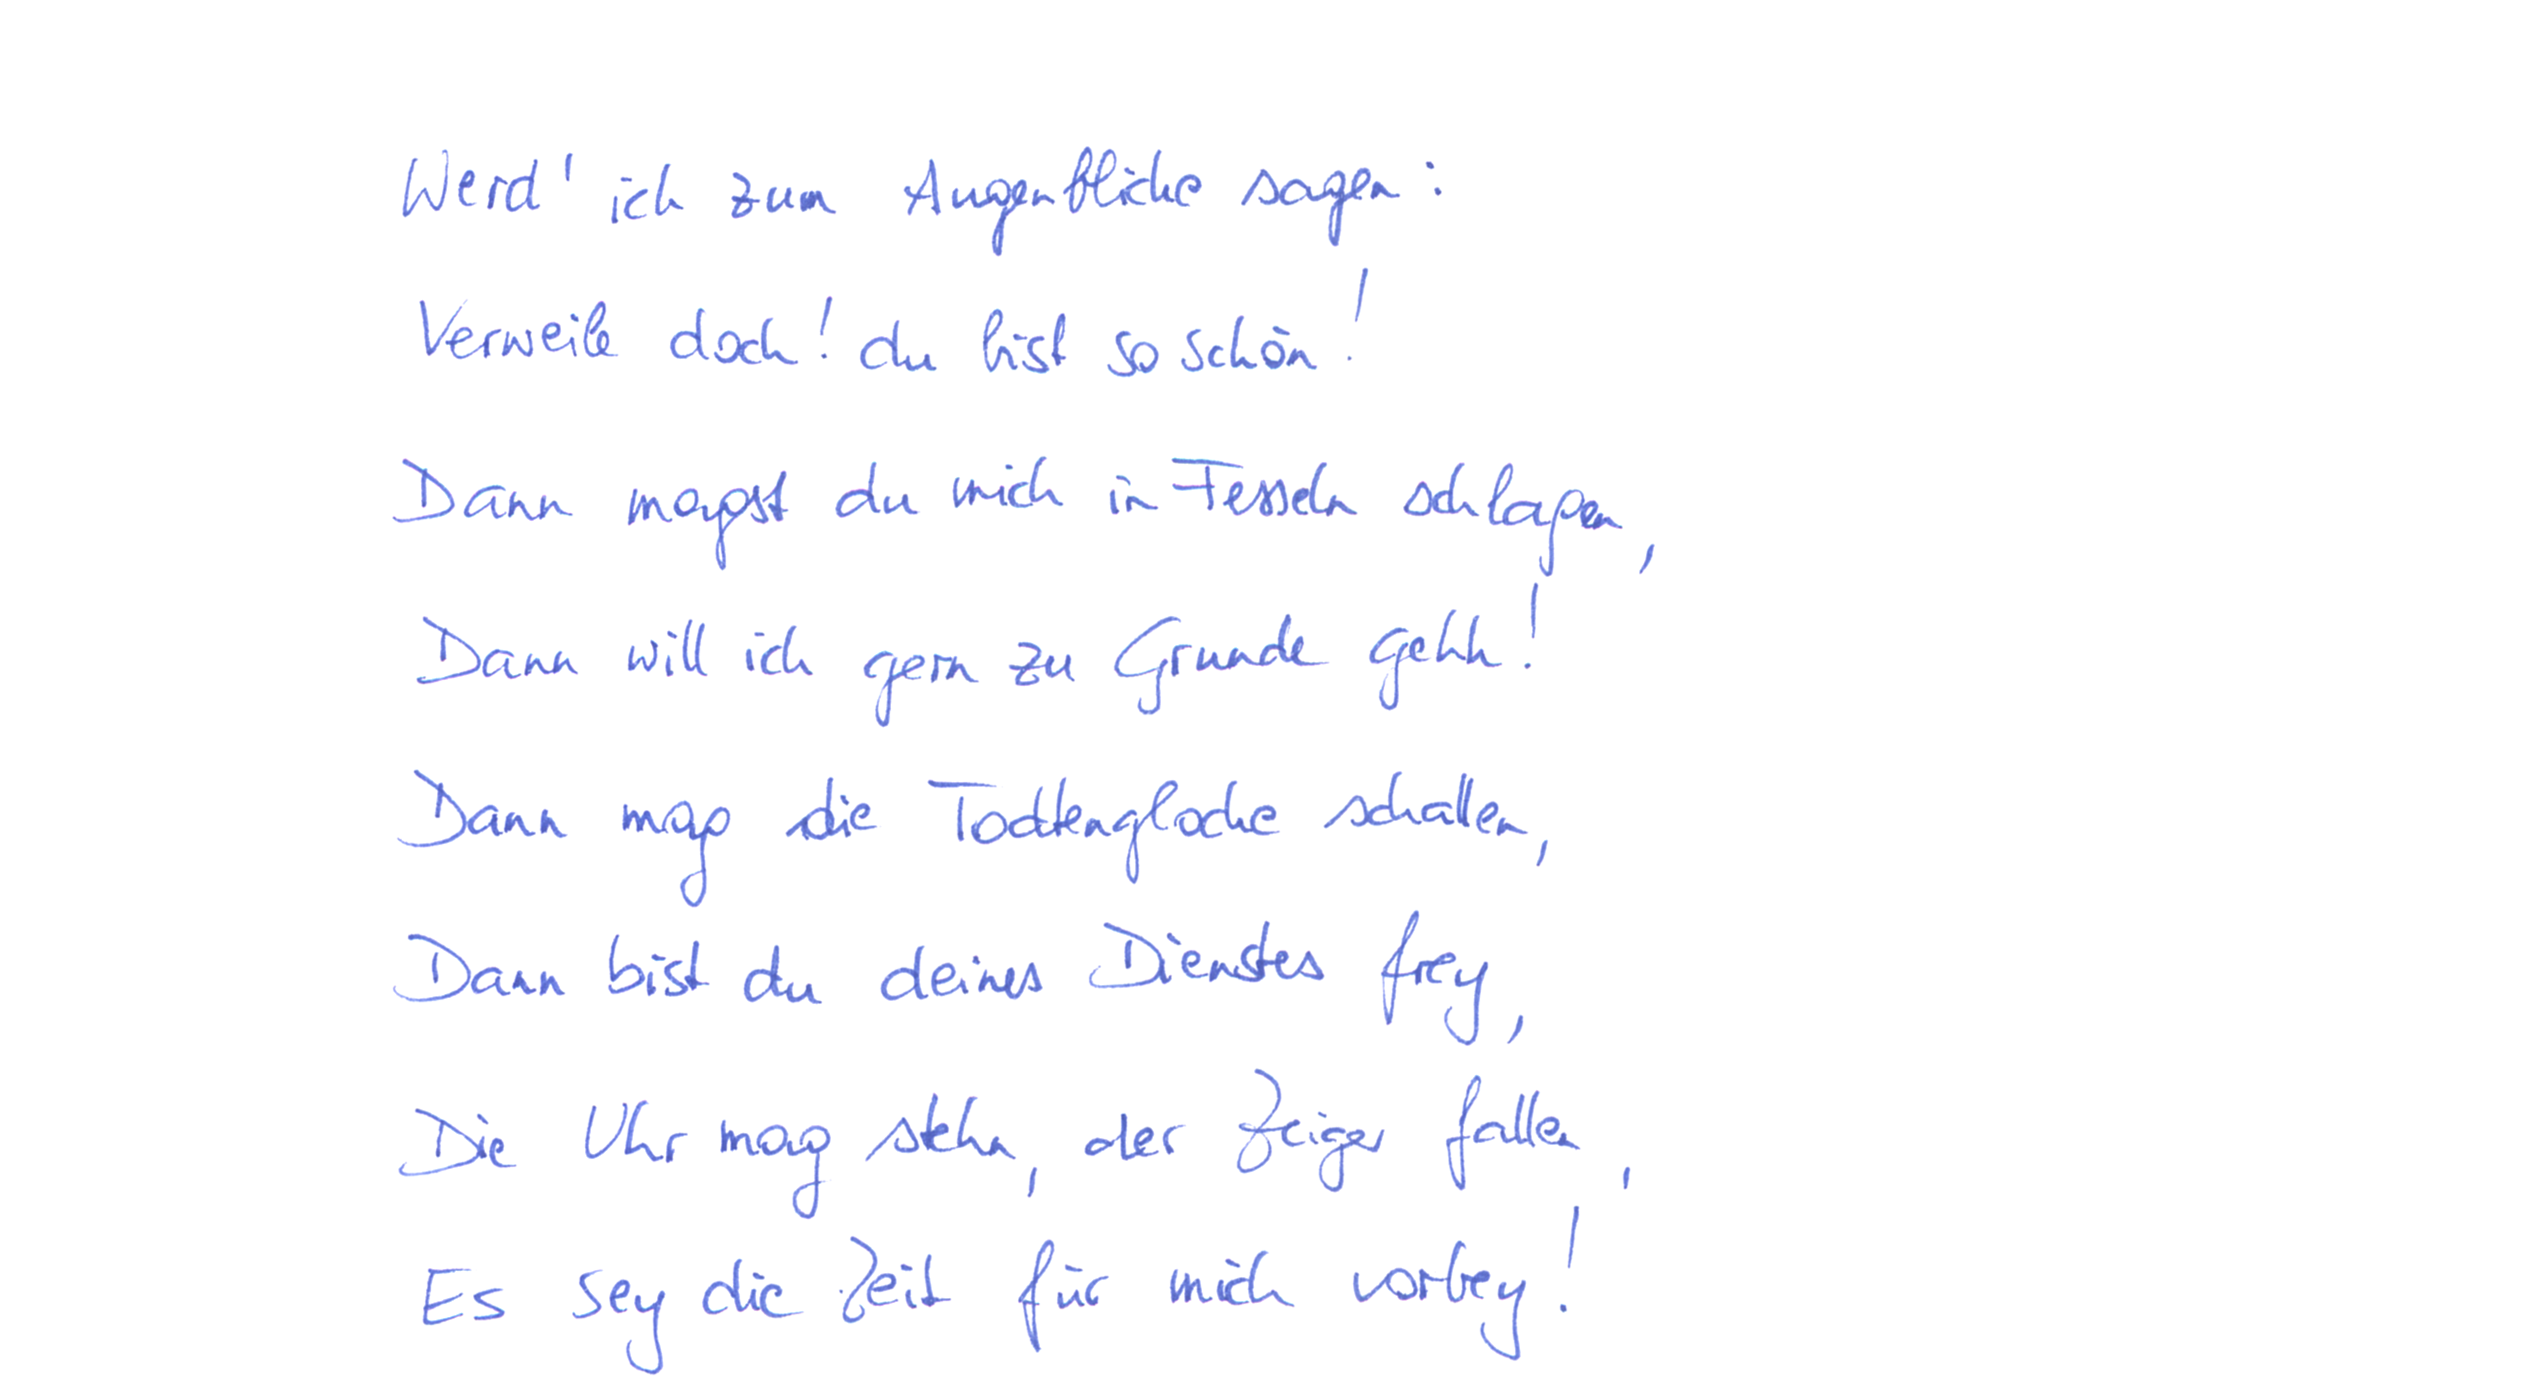 Werd' ich zum Augenblicke sagen:
Verweile doch! du bist so schön!
Dann magst du mich in Fesseln schlagen,
Dann will ich gern zu Grunde gehn!
Dann mag die Todtenglocke schallen,
Dann bist du deines Dienstes frey,
Die Uhr mag stehn, der Zeiger fallen,
Es sey die Zeit für mich vorbey!